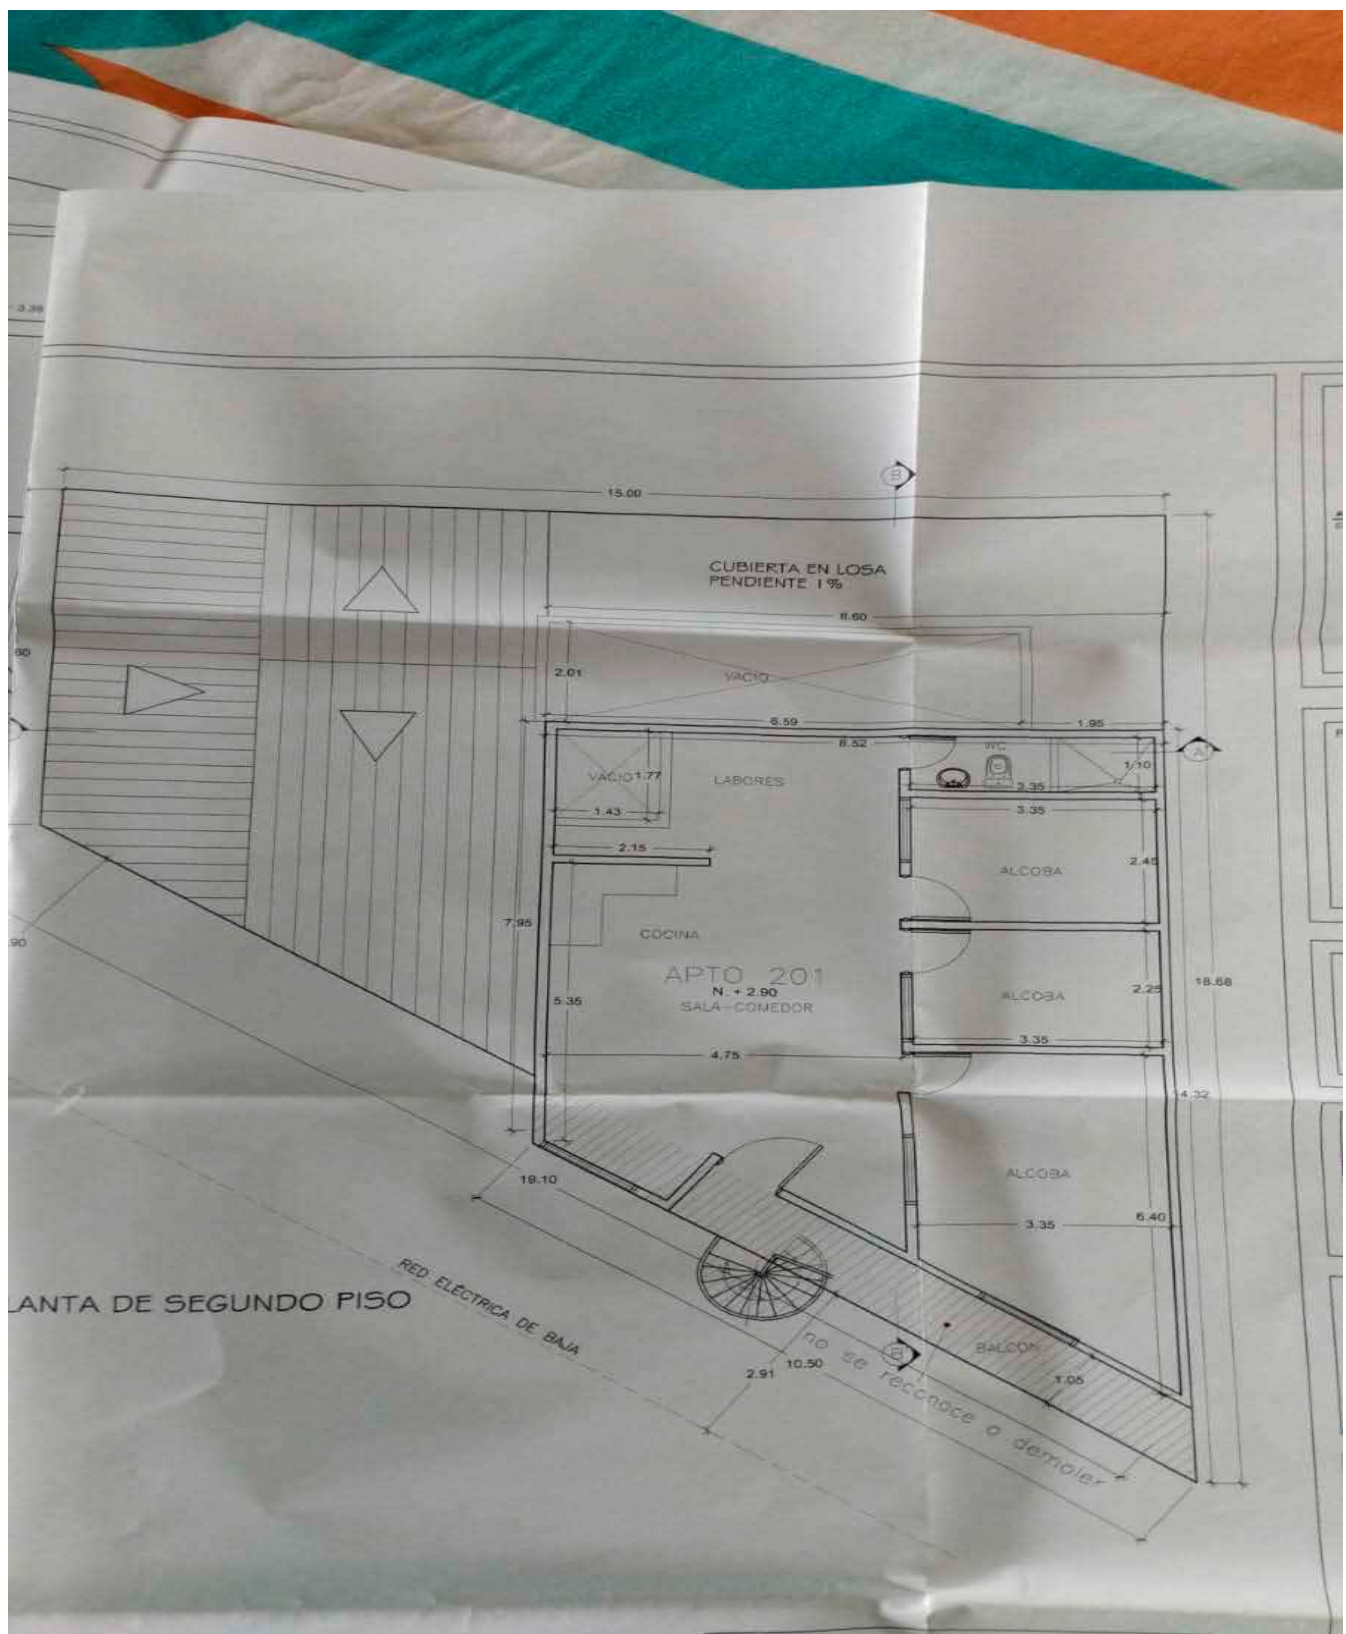 3.39
B
15.00
CUBIERTA EN LOSA
PENDIENTE 1%
8.60
60
2.01
VACIO
6.59
1.95
8.52
WC
A
VACIO
1.77
LABORES
1.10
3.35
1.43
3.35
2.15
2.45
ALCOBA
7.95
COCINA
.90
APTO 201
N. + 2.90
SALA-COMEDOR
5.35
ALCOBA
2.25
18.68
3.35
4.75
4.32
ALCOBA
19.10
3.35
6.40
RED ELÉCTRICA DE BAJA
LANTA DE SEGUNDO PISO
no se reconoce a demoler
B
BALCON
2.91
10.50
1.05